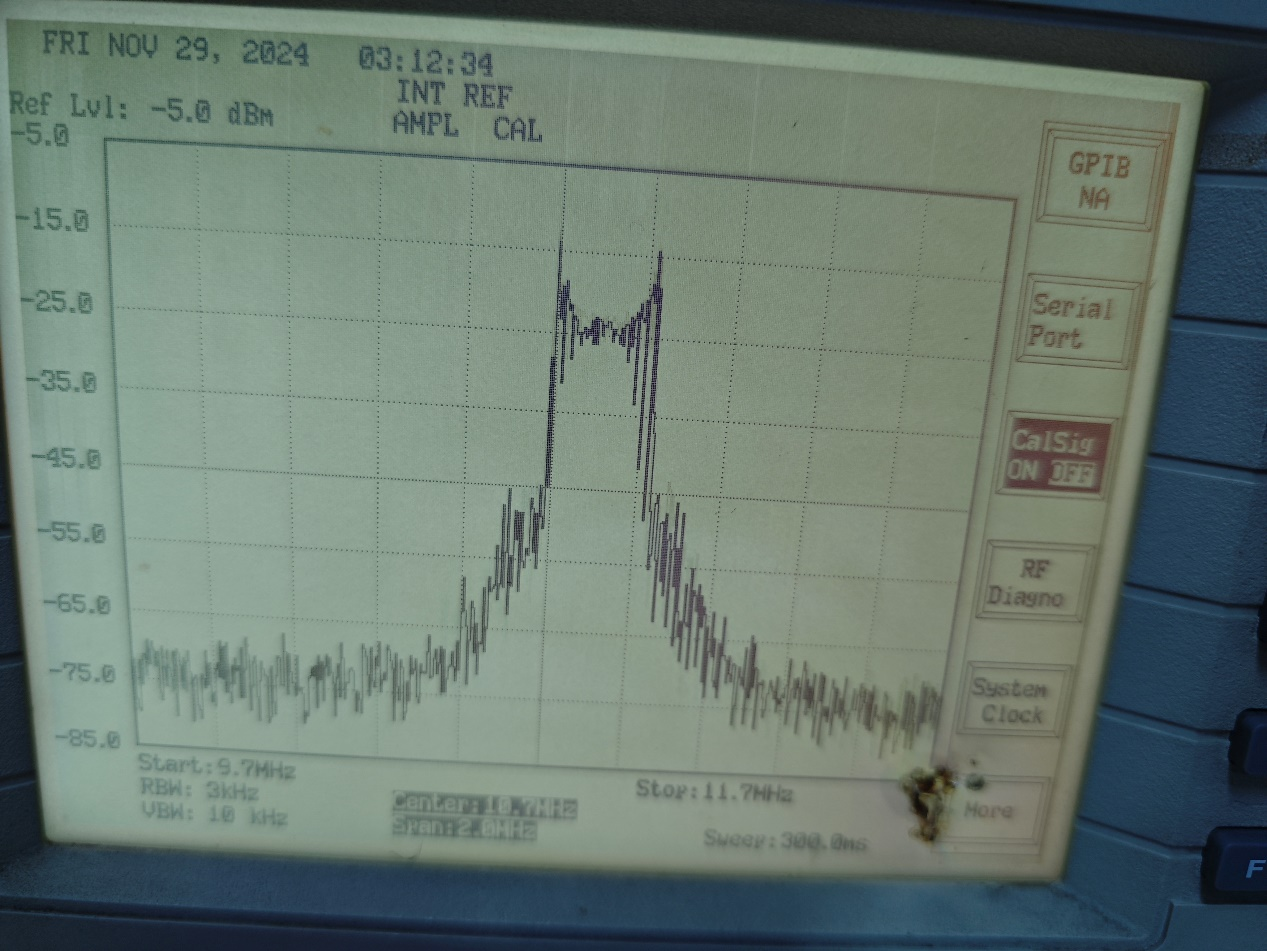 FRI NOV 29, 2024 03:12:34
INT REF
Ref Lvl: -5.0 dBm
AMPL CAL
-5.0
-15.0
-25.0
-35.0
-45.0
-55.0
-65.0
-75.0
-85.0
GPIB
NA
Serial
Port
CalSig
ON OFF
RF
Diagno
System
Clock
More
Start:9.7MHz
Stop:11.7MHz
RBW: 3kHz
Center:10.7MHz
VBW: 10 kHz
Span:2.0MHz
Sweep:300.0ms
F